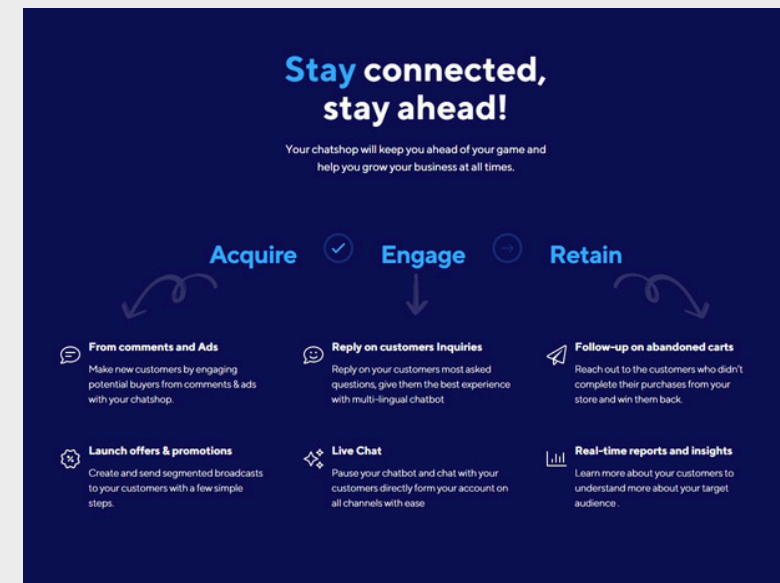 Stay connected,
stay ahead!
Your chatshop will keep you ahead of your game and
help you grow your business at all times.
Acquire
Engage
Retain
From comments and Ads
Make new customers by engaging
potential buyers from comments & ads
with your chatshop.
Reply on customers Inquiries
Reply on your customers most asked
questions, give them the best experience
with multi-lingual chatbot
Follow-up on abandoned carts
Reach out to the customers who didn't
complete their purchases from your
store and win them back.
Launch offers & promotions
Create and send segmented broadcasts
to your customers with a few simple
steps.
Live Chat
Pause your chatbot and chat with your
customers directly form your account on
all channels with ease
Real-time reports and insights
Learn more about your customers to
understand more about your target
audience .